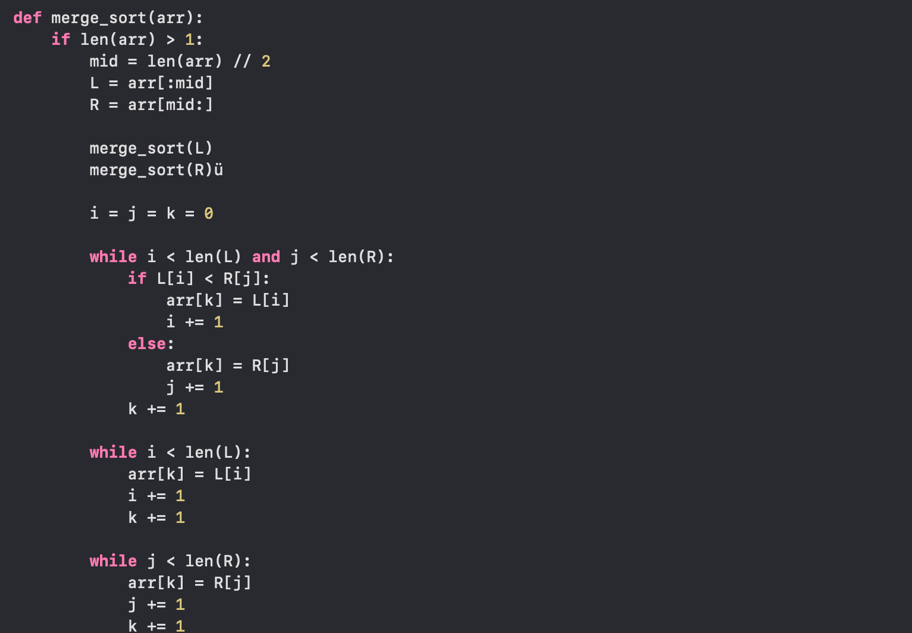 def merge_sort(arr):
    if len(arr) > 1:
        mid = len(arr) // 2
        L = arr[:mid]
        R = arr[mid:]

        merge_sort(L)
        merge_sort(R)ü

        i = j = k = 0

        while i < len(L) and j < len(R):
            if L[i] < R[j]:
                arr[k] = L[i]
                i += 1
            else:
                arr[k] = R[j]
                j += 1
            k += 1

        while i < len(L):
            arr[k] = L[i]
            i += 1
            k += 1

        while j < len(R):
            arr[k] = R[j]
            j += 1
            k += 1